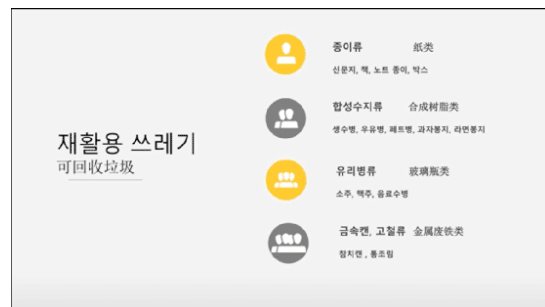 재활용 쓰레기
可回收垃圾
종이류 纸类
신문지, 책, 노트 종이, 박스
합성수지류 合成树脂类
생수병, 우유병, 페트병, 과자봉지, 라면봉지
유리병류 玻璃瓶类
소주, 맥주, 음료수병
금속캔, 고철류 金属废铁类
참치캔 , 통조림